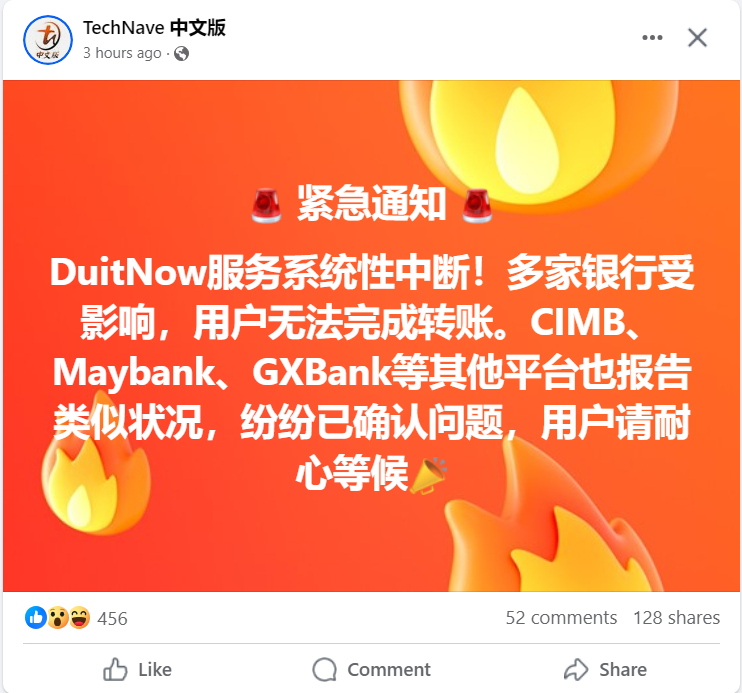 TechNave 中文版
3 hours ago ·
中文版
🚨 紧急通知 🚨
DuitNow服务系统性中断！多家银行受
影响，用户无法完成转账。CIMB、
Maybank、GXBank等其他平台也报告
类似状况，纷纷已确认问题，用户请耐
心等候📣
456
52 comments 128 shares
Like Comment Share